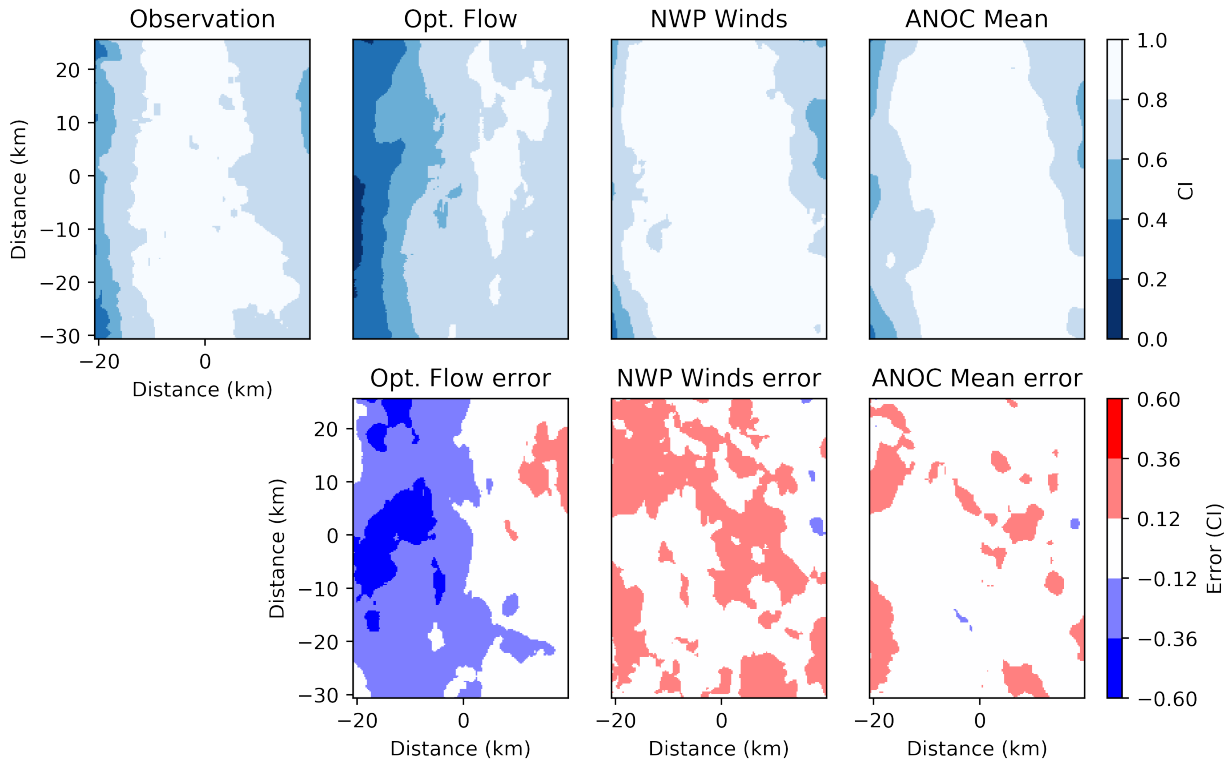 Observation
Opt. Flow
NWP Winds
ANOC Mean
20
10
0
−10
−20
−30
Distance (km)
−20
0
Distance (km)
1.0
0.8
0.6
0.4
0.2
0.0
CI
Opt. Flow error
NWP Winds error
ANOC Mean error
20
10
0
−10
−20
−30
Distance (km)
−20
0
Distance (km)
−20
0
Distance (km)
−20
0
Distance (km)
0.60
0.36
0.12
−0.12
−0.36
−0.60
Error (CI)